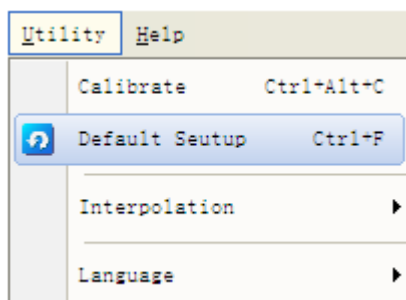 Utility Help
Calibrate Ctrl+Alt+C
Default Seutup Ctrl+F
Interpolation
Language